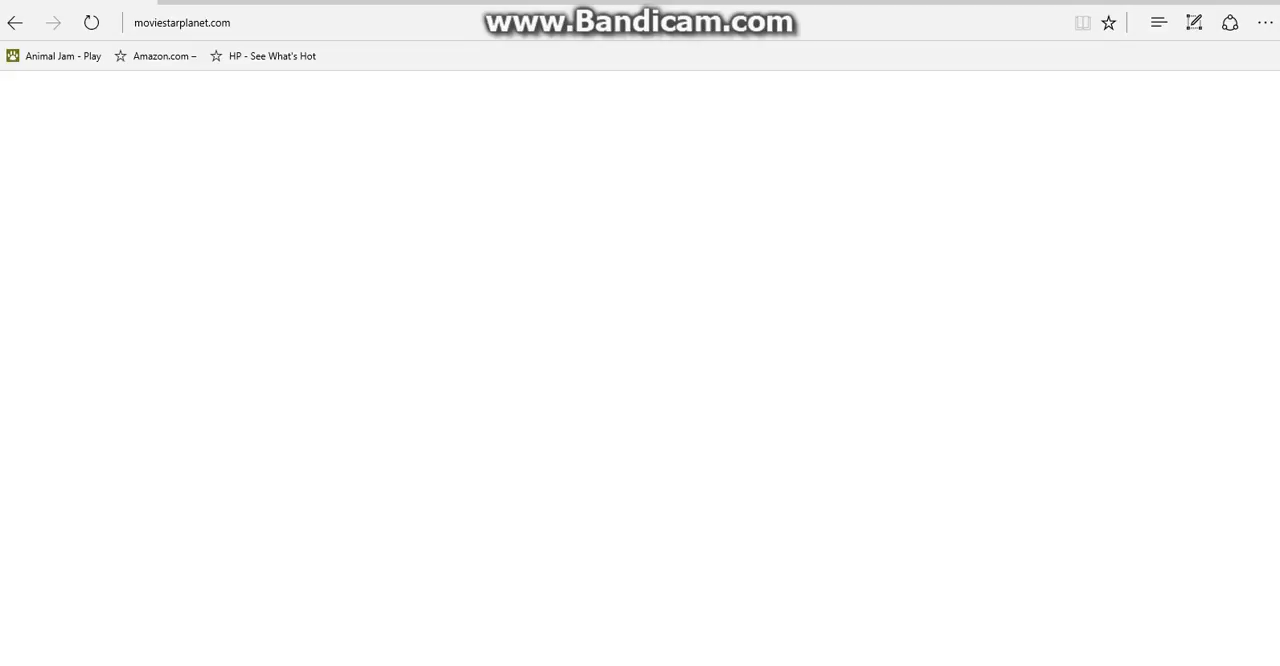 moviestarplanet.com
www.Bandicam.com
Animal Jam - Play
Amazon.com –
HP - See What's Hot